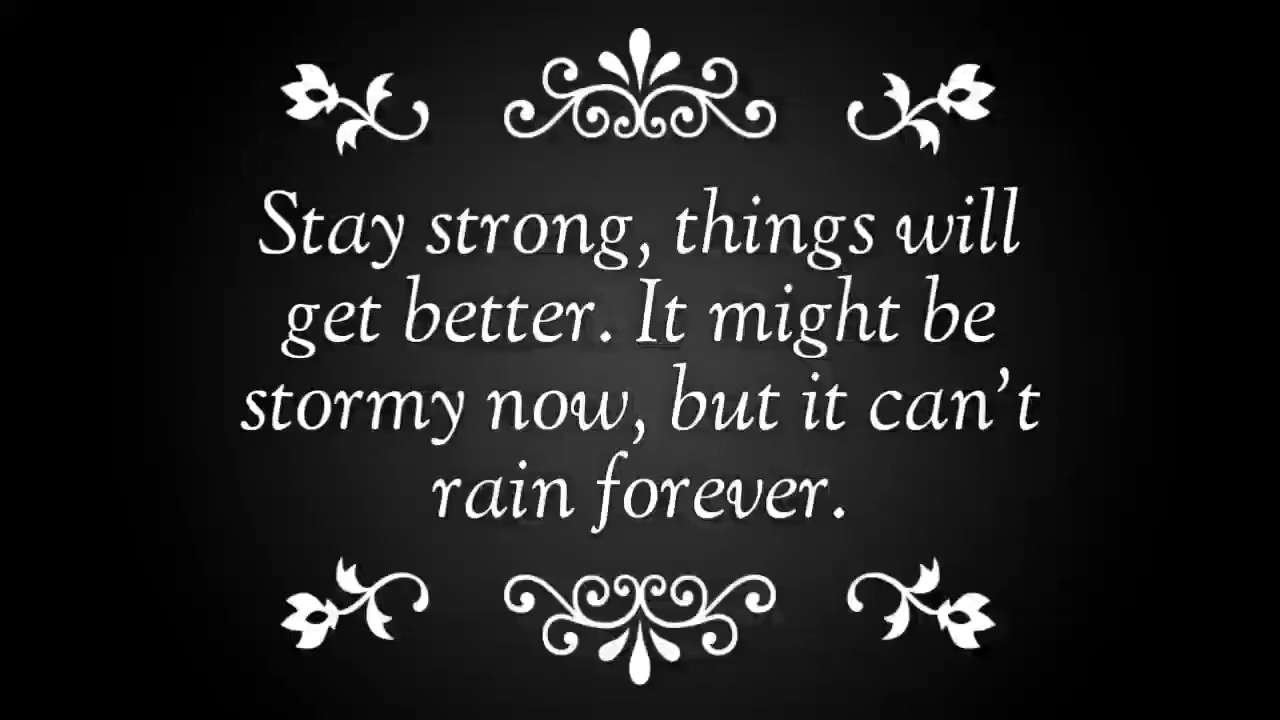 Stay strong, things will
get better. It might be
stormy now, but it can’t
rain forever.